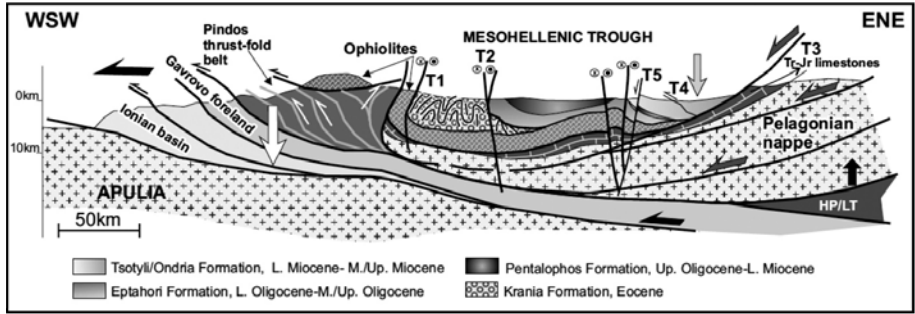 WSW
ENE
Pindos
thrust-fold
belt
Ophiolites
MESOHELLENIC TROUGH
T1
T2
T3
T5
T4
Tr-Jr limestones
Gavrovo foreland
Ionian basin
0km
10km
Pelagonian
nappe
APULIA
HP/LT
50km
Tsotyli/Ondria Formation, L. Miocene- M./Up. Miocene
Pentalophos Formation, Up. Oligocene-L. Miocene
Eptahori Formation, L. Oligocene-M./Up. Oligocene
Krania Formation, Eocene